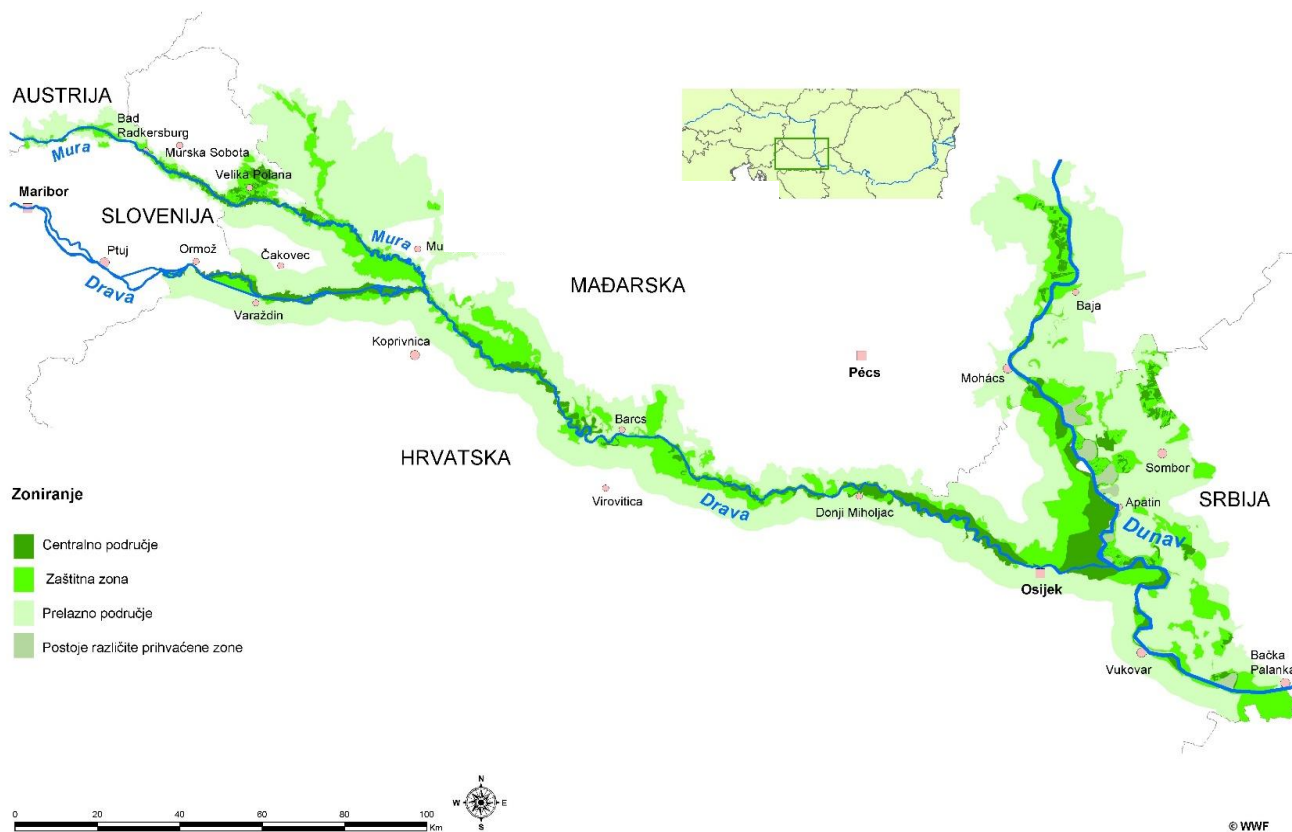 AUSTRIJA
Bad
Radkersburg
Mura
Murska Sobota
Velika Polana
Maribor
SLOVENIJA
Ptuj
Ormož
Čakovec
Mura
Mu
Drava
Varaždin
Koprivnica
MAĐARSKA
Pécs
Baja
Mohács
Barcs
HRVATSKA
Virovitica
Drava
Donji Miholjac
Sombor
SRBIJA
Apatin
Dunav
Osijek
Vukovar
Bačka
Palanka
Zoniranje
Centralno područje
Zaštitna zona
Prelazno područje
Postoje različite prihvaćene zone
N
W E
S
0 20 40 60 80 100
Km
© WWF